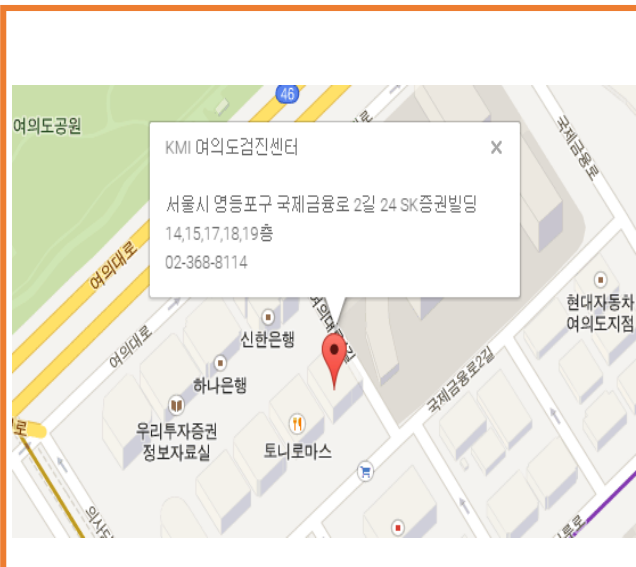 46
여의도공원
KMI 여의도검진센터
×
서울시 영등포구 국제금융로 2길 24 SK증권빌딩
14,15,17,18,19층
02-368-8114
국제금융로
여의대로
여의대로
현대자동차
여의도지점
신한은행
하나은행
국제금융로2길
우리투자증권
정보자료실
토니로마스
로